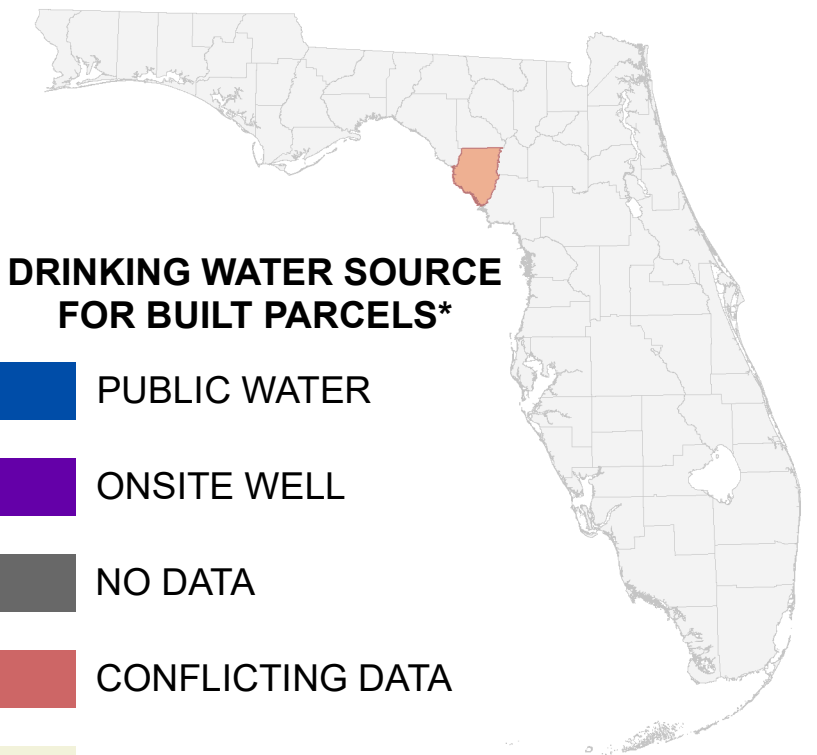 DRINKING WATER SOURCE
FOR BUILT PARCELS*
PUBLIC WATER
ONSITE WELL
NO DATA
CONFLICTING DATA